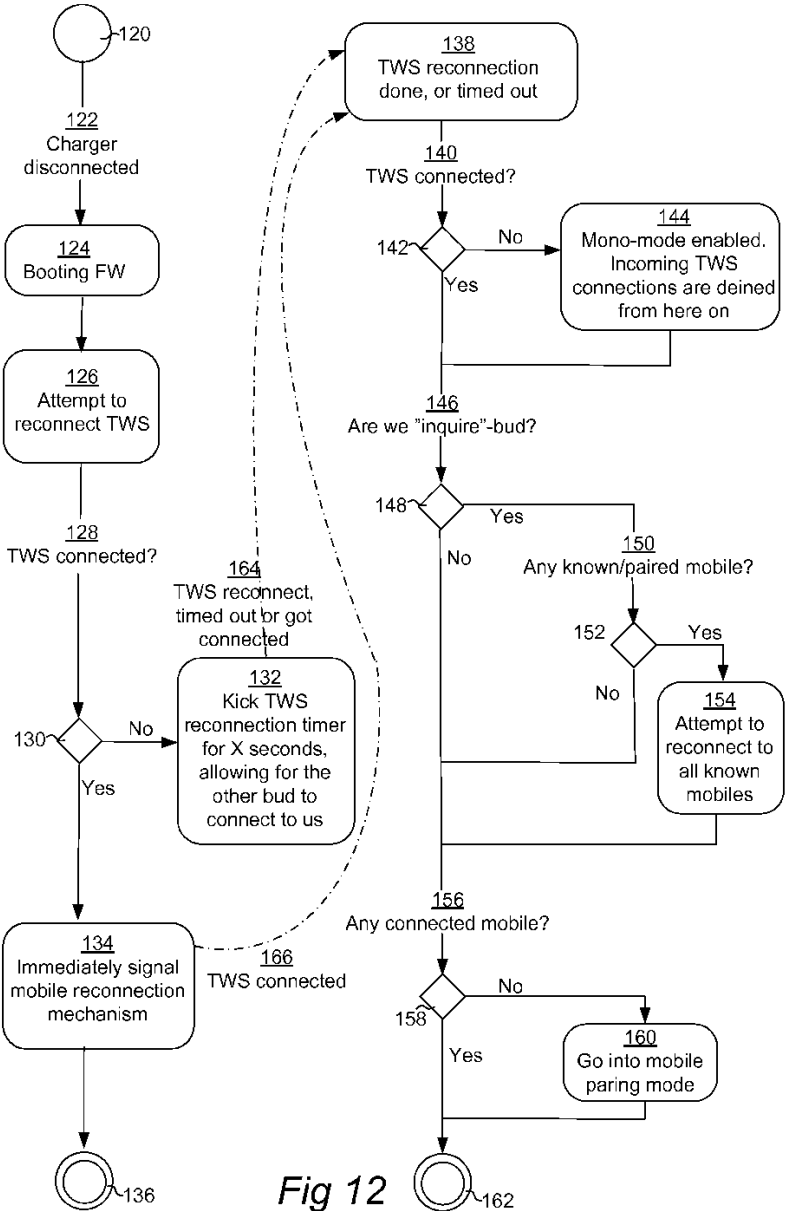 120
122
Charger
disconnected
124
Booting FW
126
Attempt to
reconnect TWS
128
TWS connected?
130
No
Yes
164
TWS reconnect,
timed out or got
connected
132
Kick TWS
reconnection timer
for X seconds,
allowing for the
other bud to
connect to us
134
Immediately signal
mobile reconnection
mechanism
166
TWS connected
136
138
TWS reconnection
done, or timed out
140
TWS connected?
142
No
Yes
144
Mono-mode enabled.
Incoming TWS
connections are deined
from here on
146
Are we "inquire"-bud?
148
Yes
No
150
Any known/paired mobile?
152
Yes
No
154
Attempt to
reconnect to
all known
mobiles
156
Any connected mobile?
158
No
Yes
160
Go into mobile
paring mode
162
Fig 12